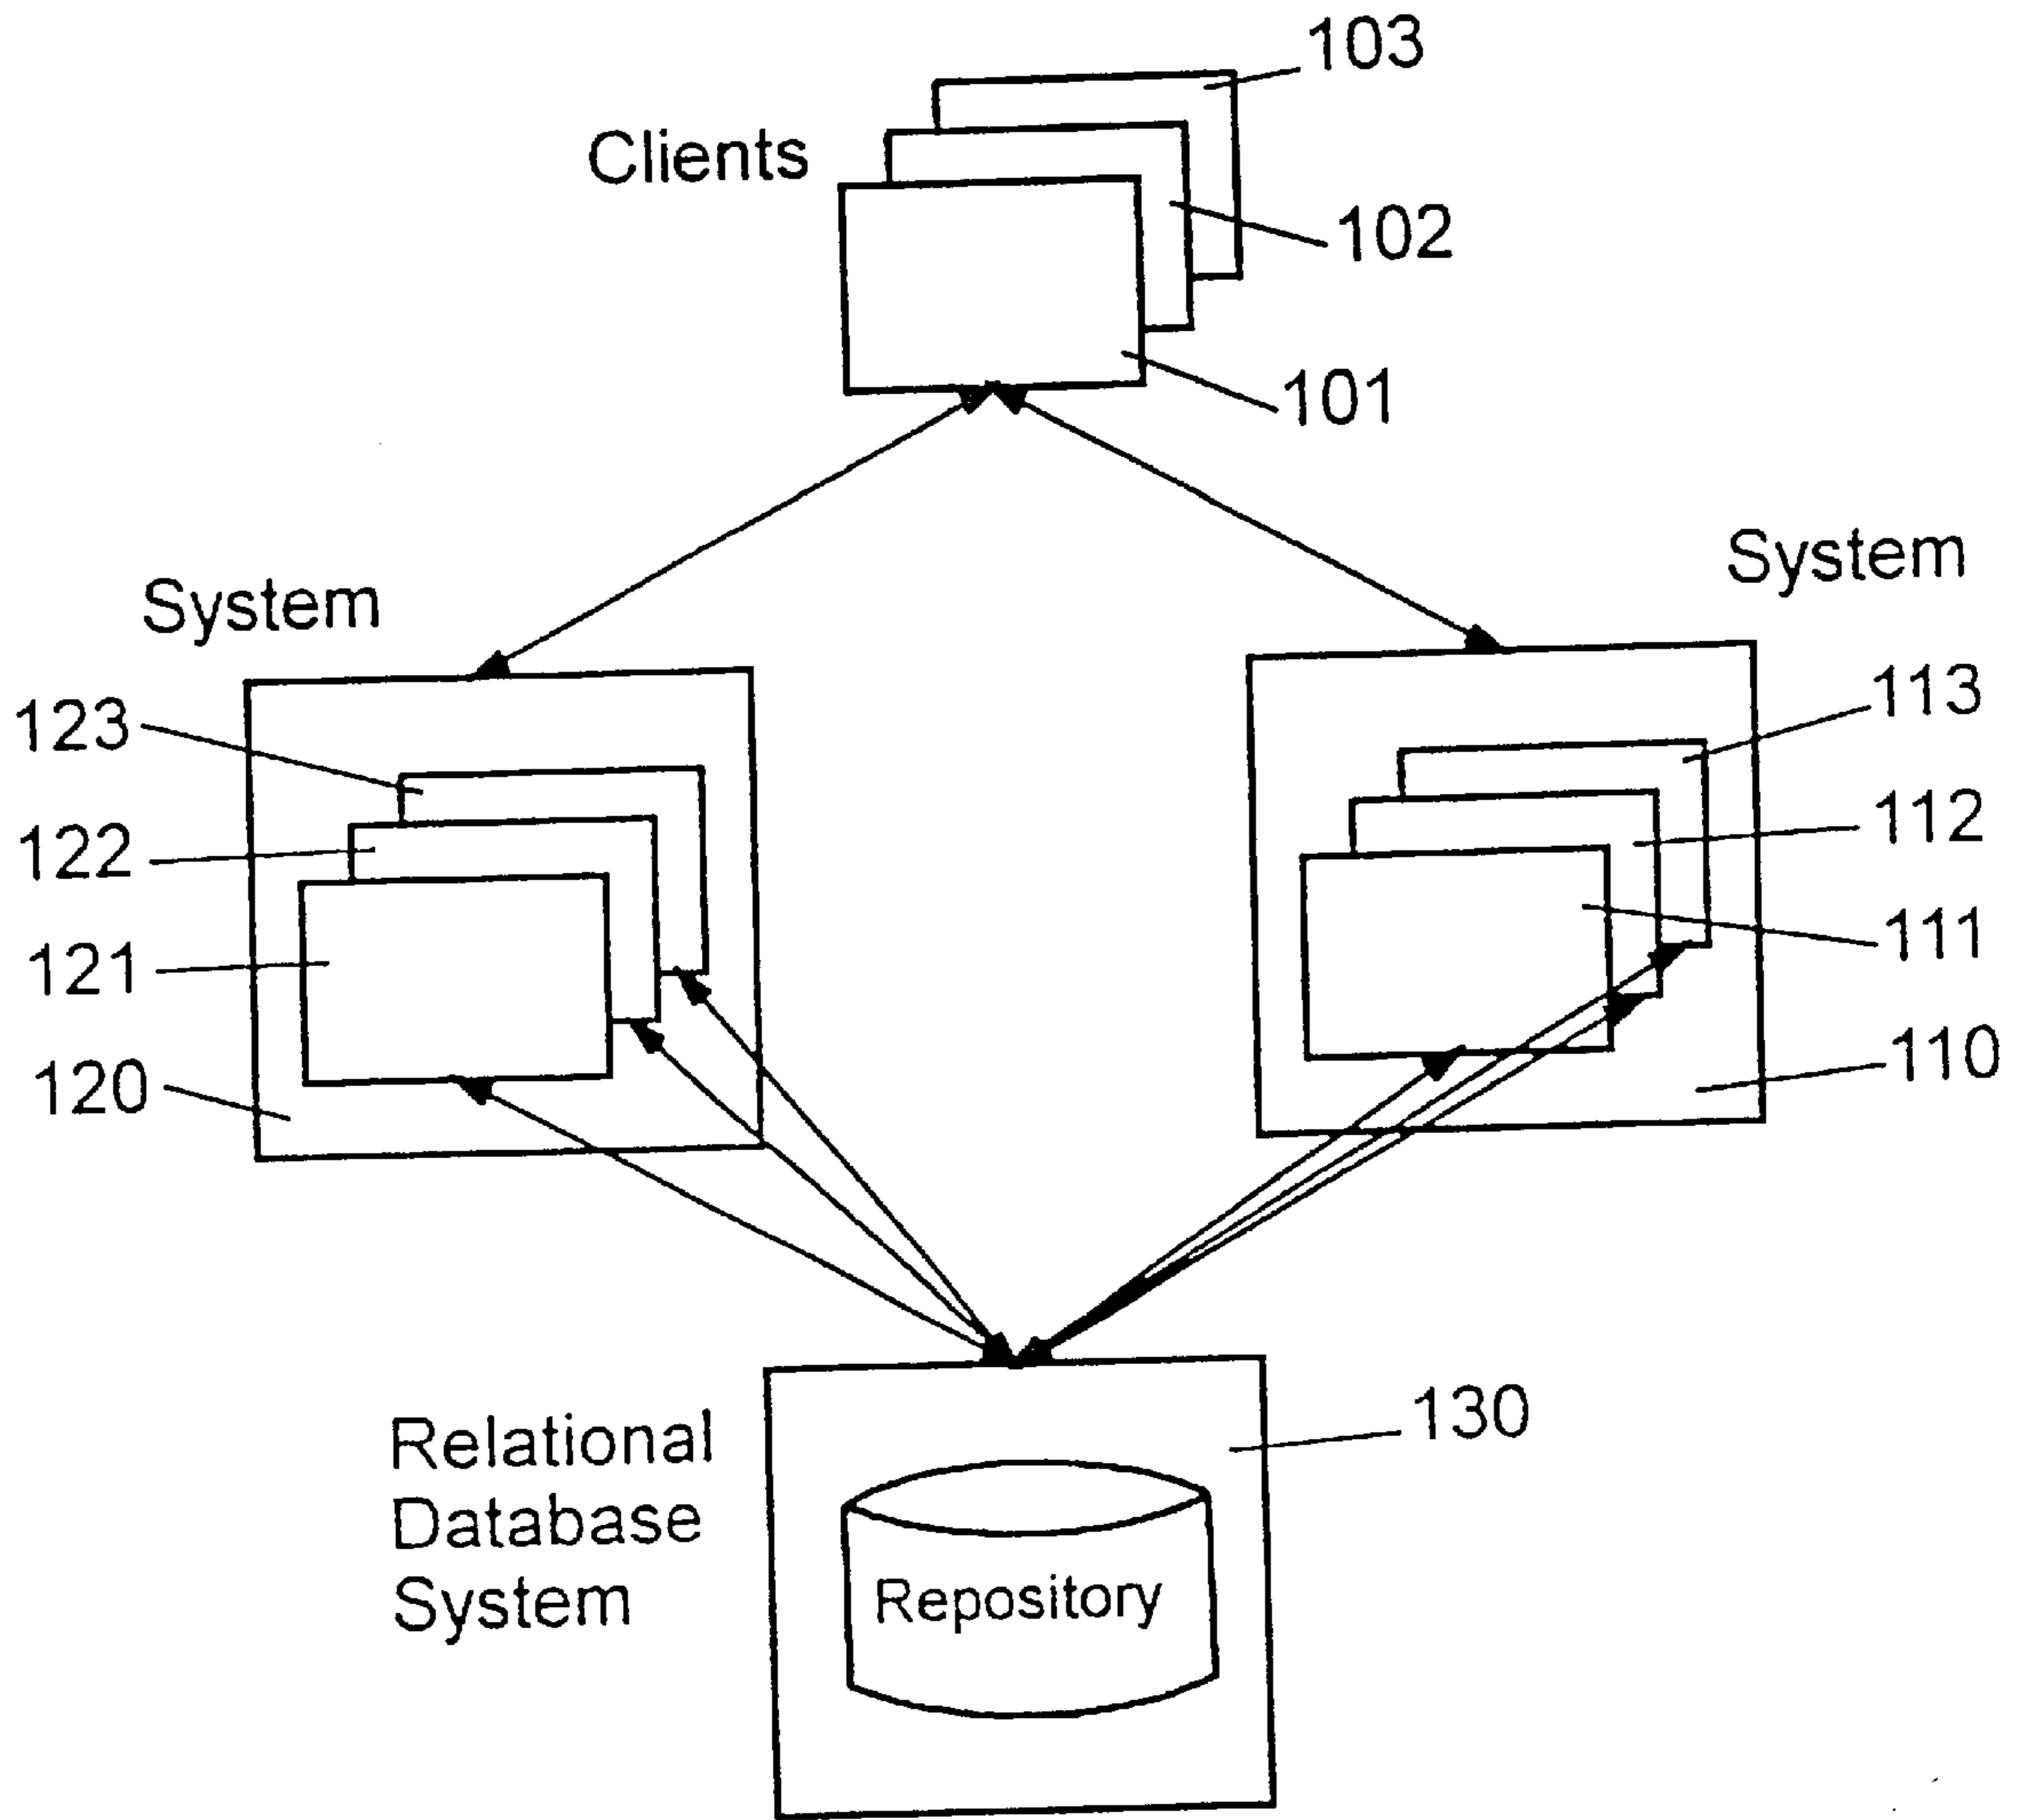 103
Clients
102
101
System
System
123
113
122
112
121
111
120
110
Relational
Database
System
130
Repository